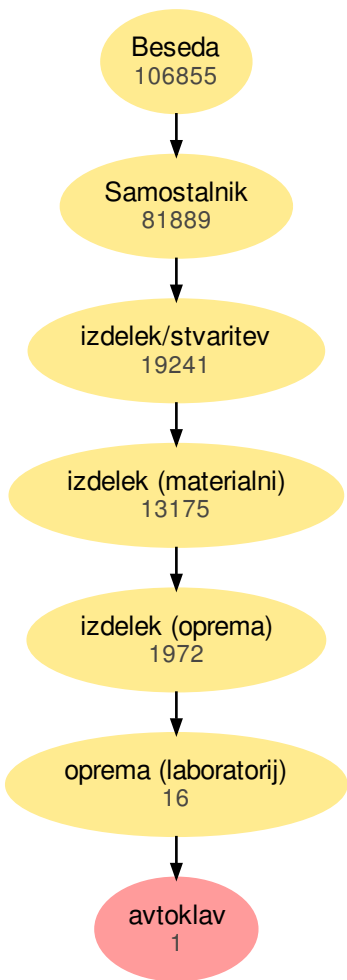 Beseda
106855
Samostalnik
81889
izdelek/stvaritev
19241
izdelek (materialni)
13175
izdelek (oprema)
1972
oprema (laboratorij)
16
avtoklav
1